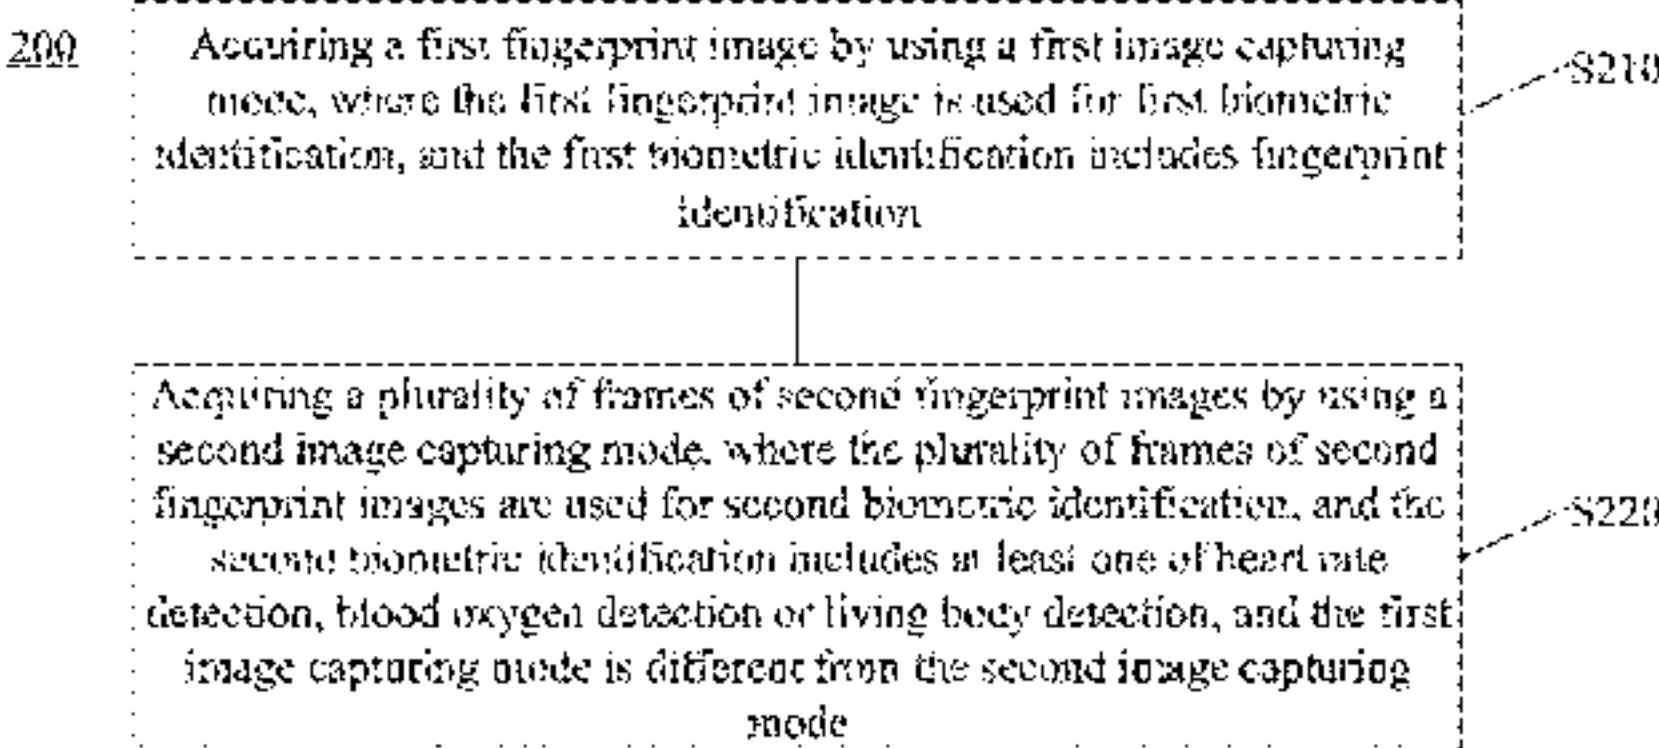 200
Acquiring a first fingerprint image by using a first image capturing
mode, where the first fingerprint image is used for first biometric
identification, and the first biometric identification includes fingerprint
identification
S210
Acquiring a plurality of frames of second fingerprint images by using a
second image capturing mode, where the plurality of frames of second
fingerprint images are used for second biometric identification, and the
second biometric identification includes at least one of heart rate
detection, blood oxygen detection or living body detection, and the first
image capturing mode is different from the second image capturing
mode
S220